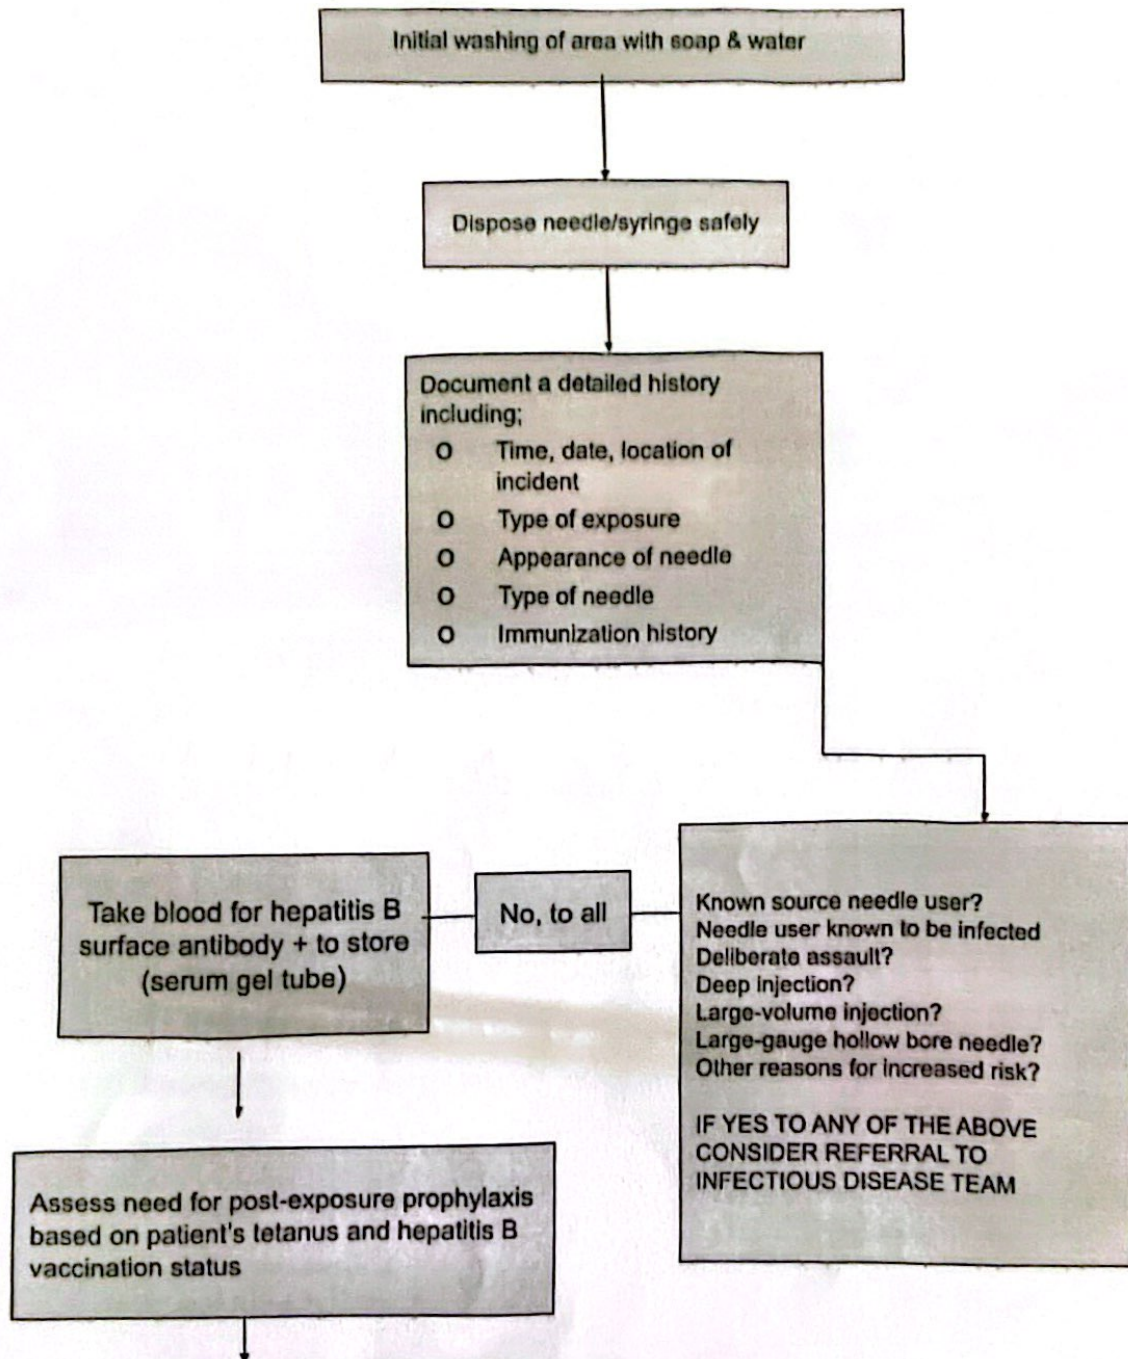 Initial washing of area with soap & water
Dispose needle/syringe safely
Document a detailed history
including;
O Time, date, location of
incident
O Type of exposure
O Appearance of needle
O Type of needle
O Immunization history
Known source needle user?
Needle user known to be infected
Deliberate assault?
Deep injection?
Large-volume injection?
Large-gauge hollow bore needle?
Other reasons for increased risk?
IF YES TO ANY OF THE ABOVE
CONSIDER REFERRAL TO
INFECTIOUS DISEASE TEAM
No, to all
Take blood for hepatitis B
surface antibody + to store
(serum gel tube)
Assess need for post-exposure prophylaxis
based on patient's tetanus and hepatitis B
vaccination status